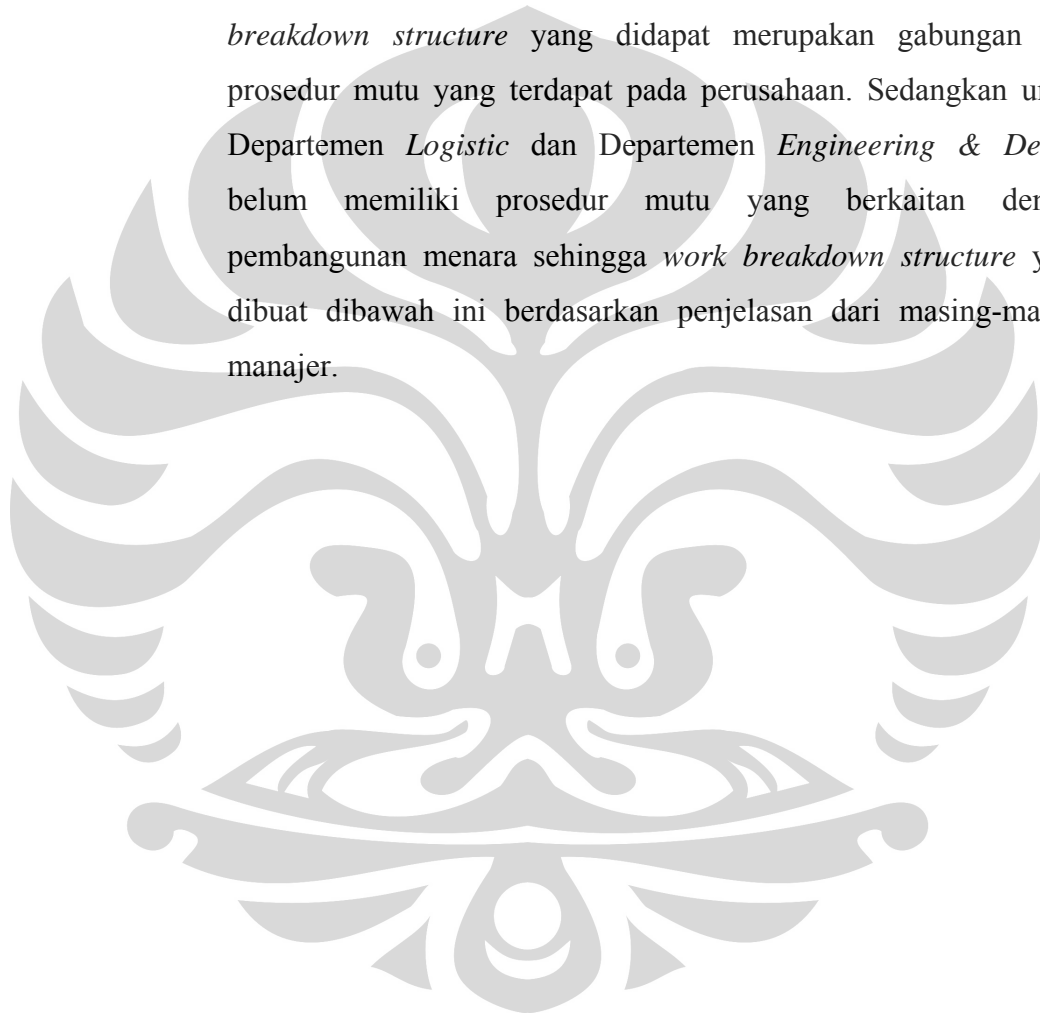 breakdown structure yang didapat merupakan gabungan
prosedur mutu yang terdapat pada perusahaan. Sedangkan
Departemen Logistic dan Departemen Engineering &
belum memiliki prosedur mutu yang berkaitan
pembangunan menara sehingga work breakdown structure
dibuat dibawah ini berdasarkan penjelasan dari
manajer.